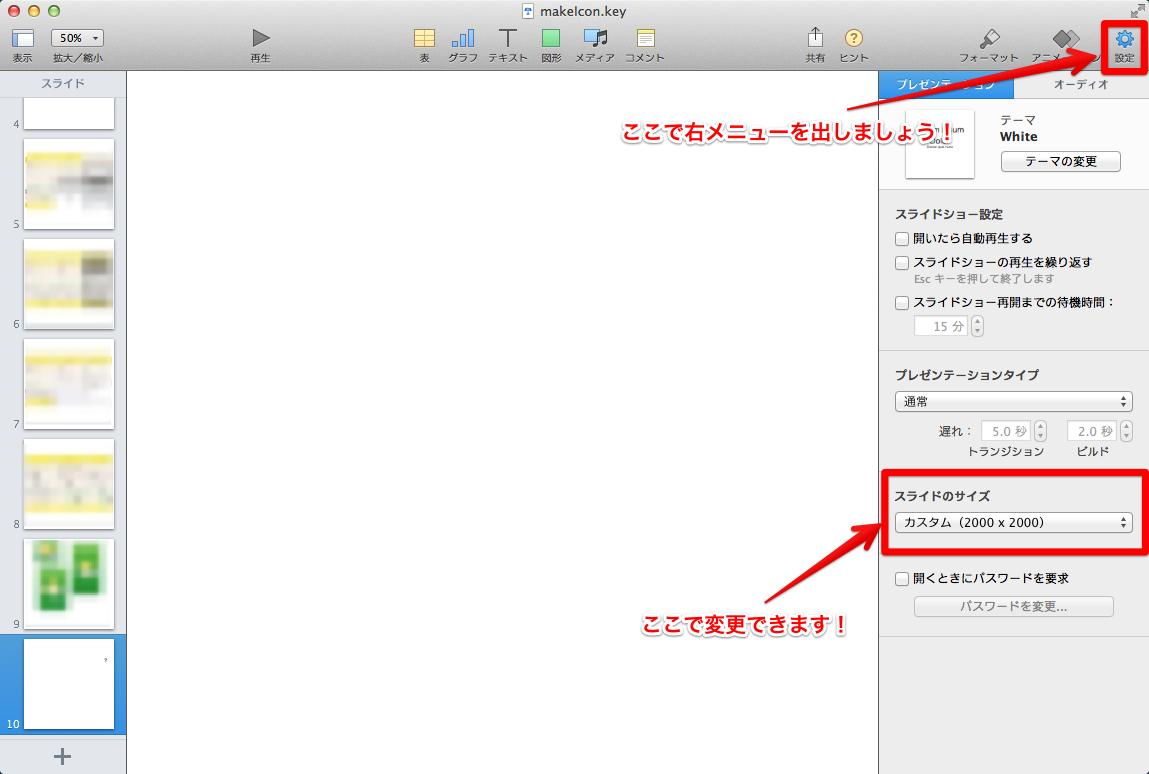 makeIcon.key
50%
表示
拡大／縮小
再生
表
グラフ
テキスト
図形
メディア
コメント
共有
ヒント
フォーマット
設定
スライド
プレゼンテーション
オーディオ
ここで右メニューを出しましょう！
テーマ
White
テーマの変更
スライドショー設定
開いたら自動再生する
スライドショーの再生を繰り返す
Esc キーを押して終了します
スライドショー再開までの待機時間：
15 分
プレゼンテーションタイプ
通常
遅れ： 5.0 秒 2.0 秒
トランジション ビルド
スライドのサイズ
カスタム（2000 x 2000）
ここで変更できます！
開くときにパスワードを要求
パスワードを変更...
4
5
6
7
8
9
10